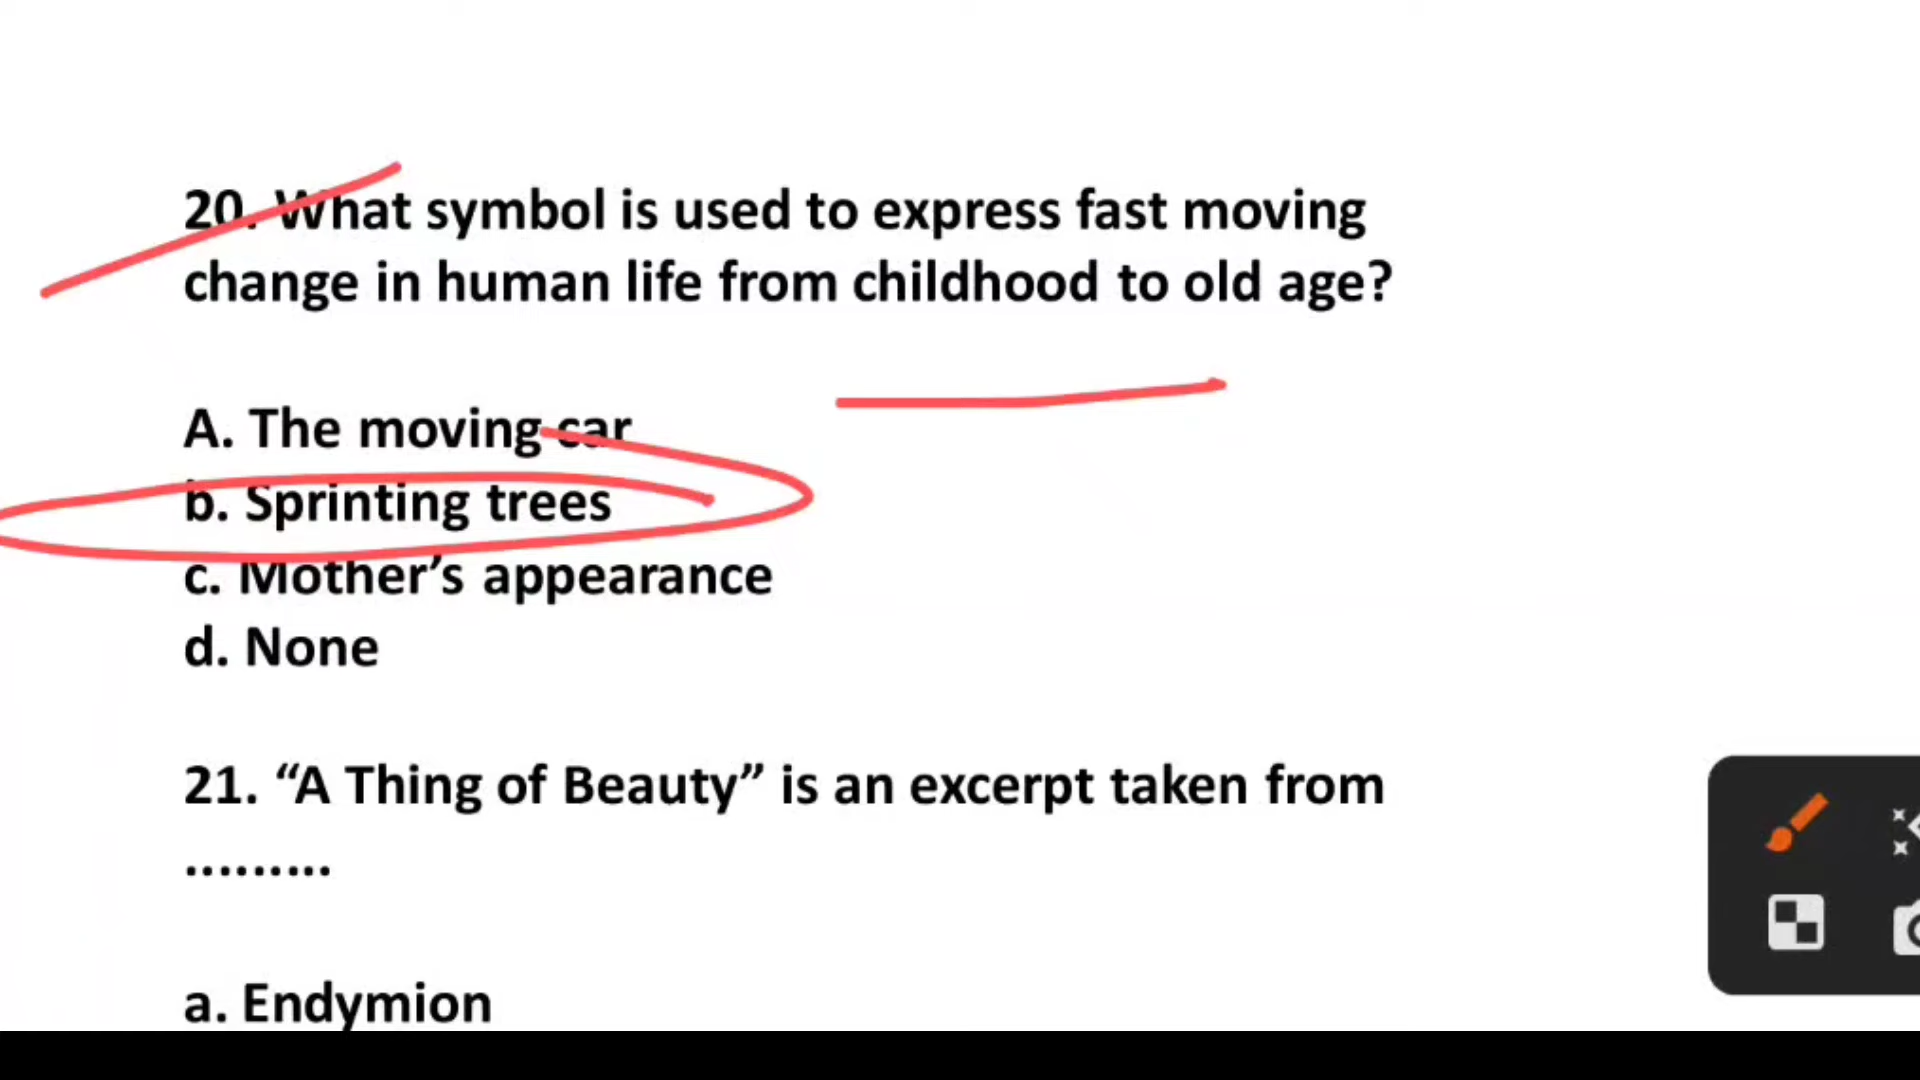 20. What symbol is used to express fast moving
change in human life from childhood to old age?
A. The moving car
b. Sprinting trees
c. Mother’s appearance
d. None
21. “A Thing of Beauty” is an excerpt taken from
.........
a. Endymion